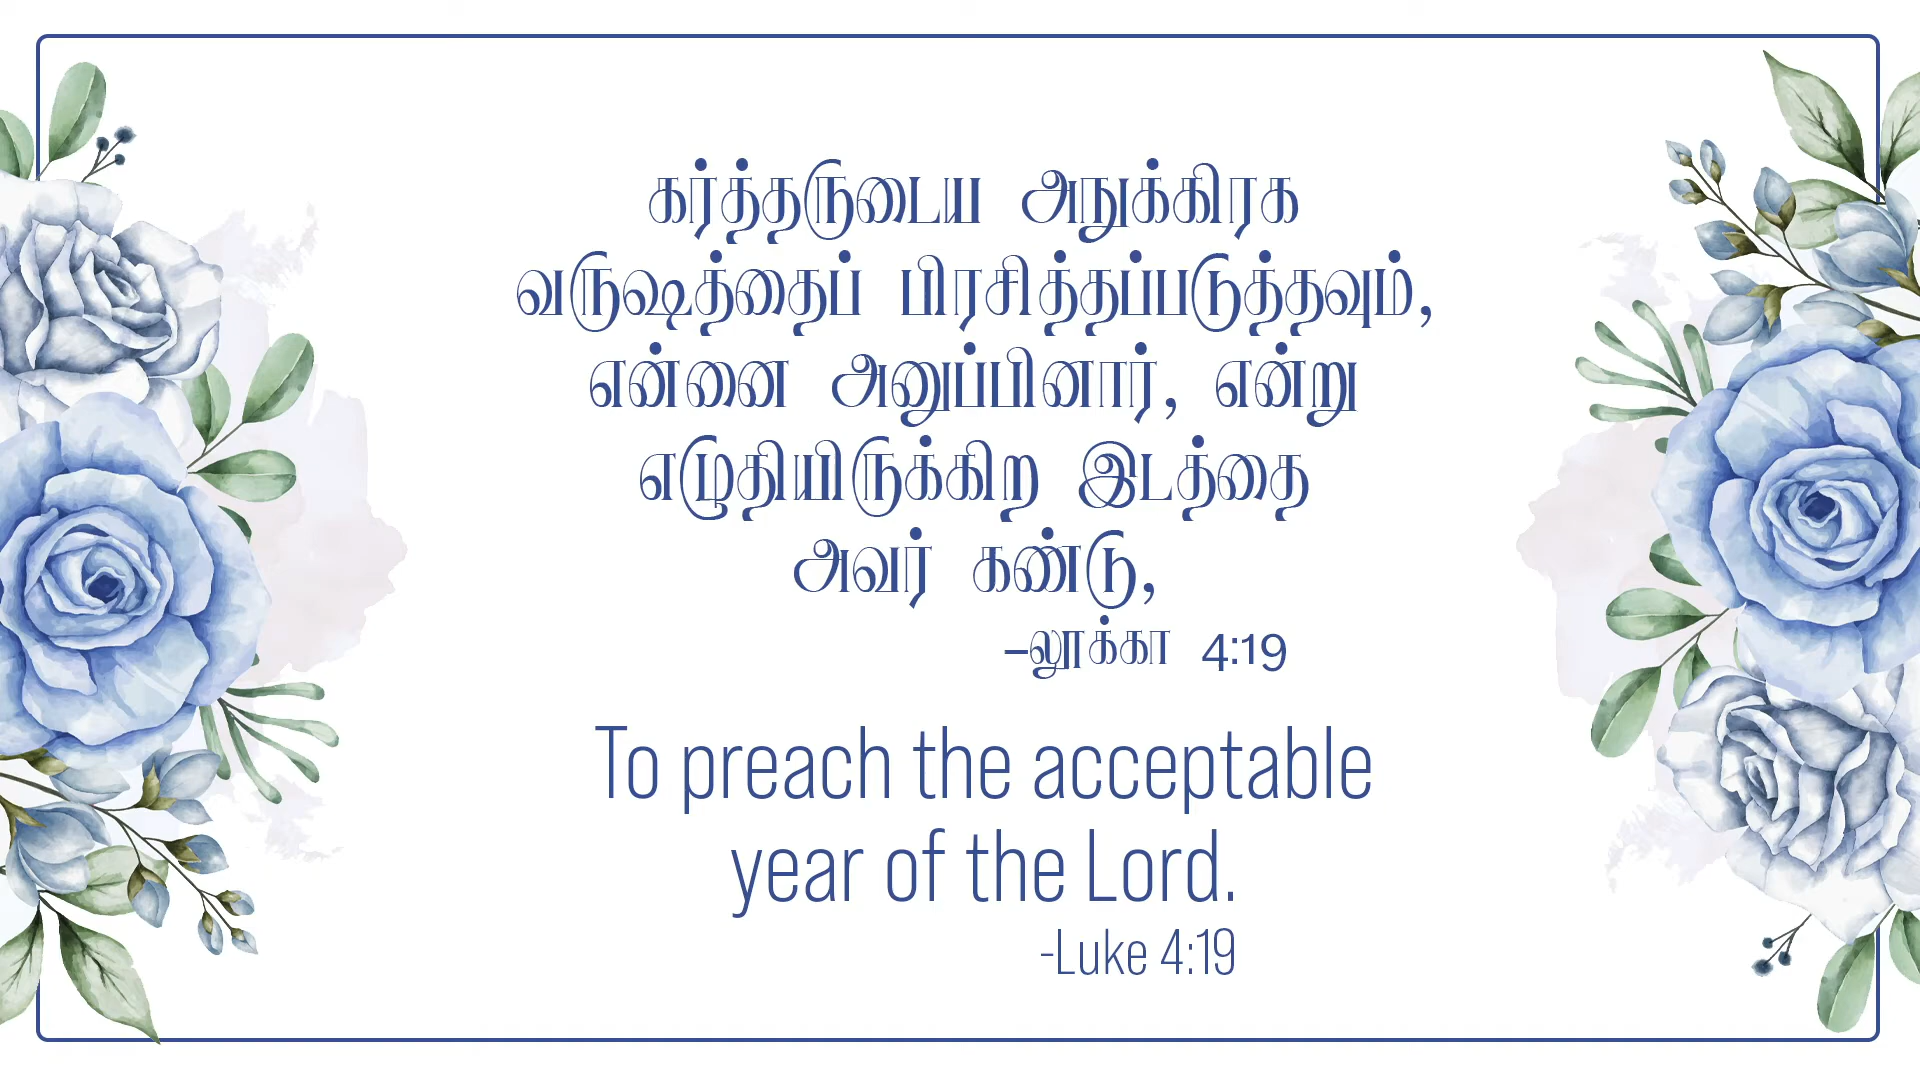 கர்த்தருடைய அநுக்கிரக
வருஷத்தைப் பிரசித்தப்படுத்தவும்,
என்னை அனுப்பினார், என்று
எழுதியிருக்கிற இடத்தை
அவர் கண்டு,
-லூக்கா 4:19
To preach the acceptable
year of the Lord.
-Luke 4:19